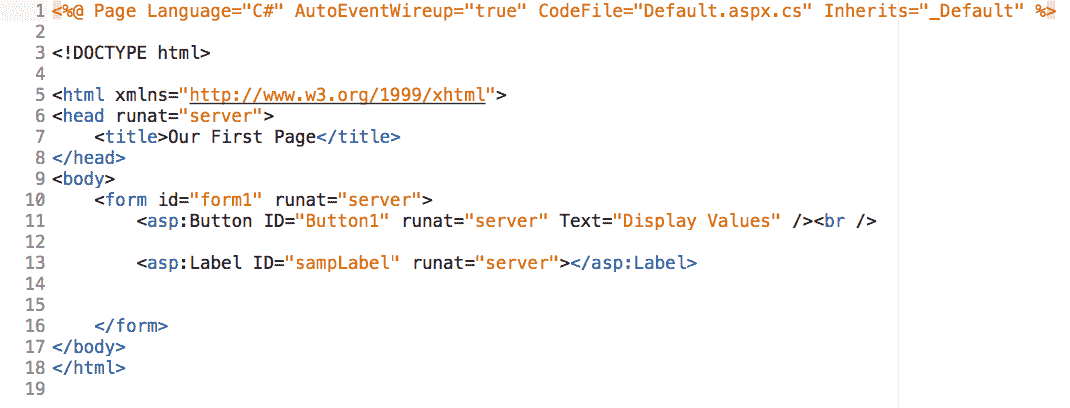 1 <%@ Page Language="C#" AutoEventWireup="true" CodeFile="Default.aspx.cs" Inherits="_Default" %>
2
3 <!DOCTYPE html>
4
5 <html xmlns="http://www.w3.org/1999/xhtml">
6 <head runat="server">
7     <title>Our First Page</title>
8 </head>
9 <body>
10     <form id="form1" runat="server">
11         <asp:Button ID="Button1" runat="server" Text="Display Values" /><br />
12
13         <asp:Label ID="sampLabel" runat="server"></asp:Label>
14
15
16     </form>
17 </body>
18 </html>
19